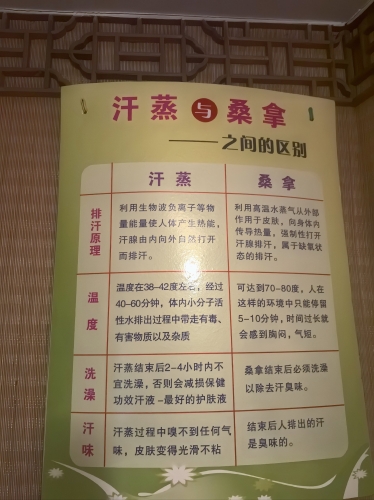 汗蒸与桑拿
——之间的区别
汗蒸
桑拿
排汗原理
利用生物波负离子等物
量能量使人体产生热能，
汗腺由内向外自然打开
而排汗。
利用高温水蒸气从外部
作用于皮肤，向身体内
传导热量，强制性打开
汗腺排汗，属于缺氧状
态的排汗。
温度
温度在38-42度左右，经过
40-60分钟，体内小分子活
性水排出过程中带走有毒、
有害物质以及杂质
可达到70-80度，人在
这样的环境中只能停留
5-10分钟，时间过长就
会感到胸闷，气短。
洗澡
汗蒸结束后2-4小时内不
宜洗澡，否则会减损保健
功效汗液-最好的护肤液
桑拿结束后必须洗澡
以除去汗臭味。
汗味
汗蒸过程中嗅不到任何气
味，皮肤变得光滑不粘
结束后人排出的汗
是臭味的。